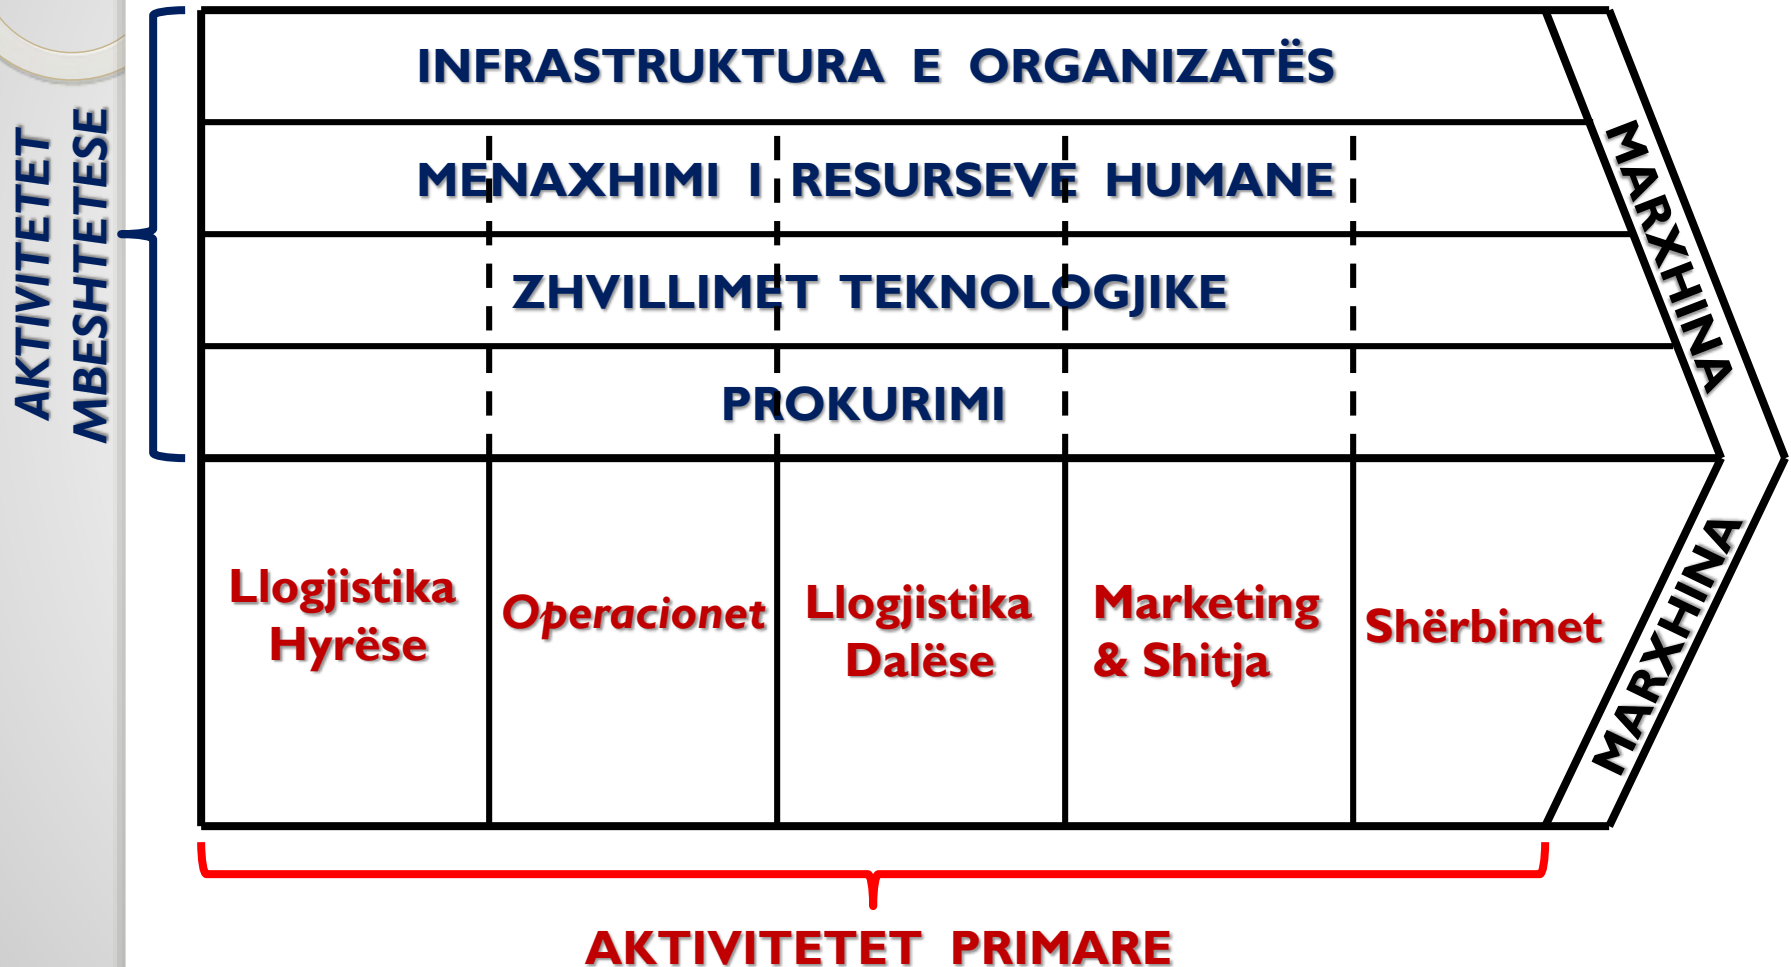 INFRASTRUKTURA E ORGANIZATËS
MENAXHIMI I RESURSEVE HUMANE
ZHVILLIMET TEKNOLOGJIKE
PROKURIMI
AKTIVITETET
MBESHTETESE
MARXHINA
MARXHINA
Llogjistika
Hyrëse
Operacionet
Llogjistika
Dalëse
Marketing
& Shitja
Shërbimet
AKTIVITETET PRIMARE